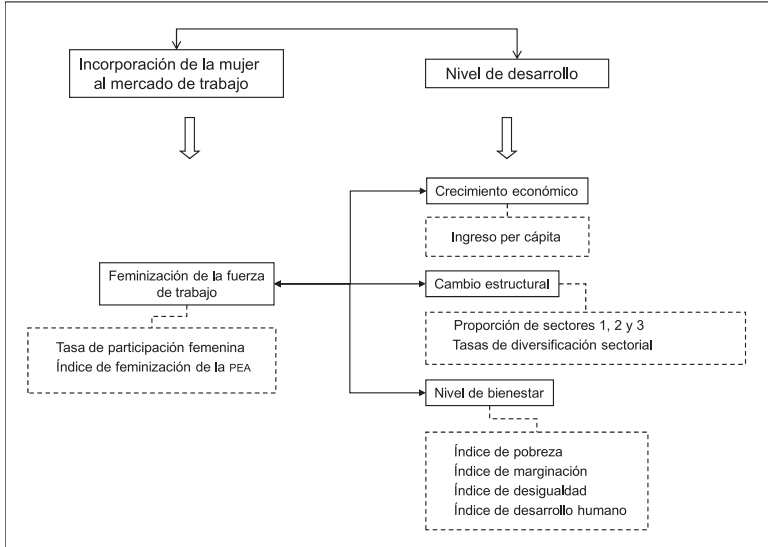 Incorporación de la mujer
al mercado de trabajo
Nivel de desarrollo
Crecimiento económico
Ingreso per cápita
Feminización de la fuerza
de trabajo
Cambio estructural
Tasa de participación femenina
Índice de feminización de la PEA
Proporción de sectores 1, 2 y 3
Tasas de diversificación sectorial
Nivel de bienestar
Índice de pobreza
Índice de marginación
Índice de desigualdad
Índice de desarrollo humano